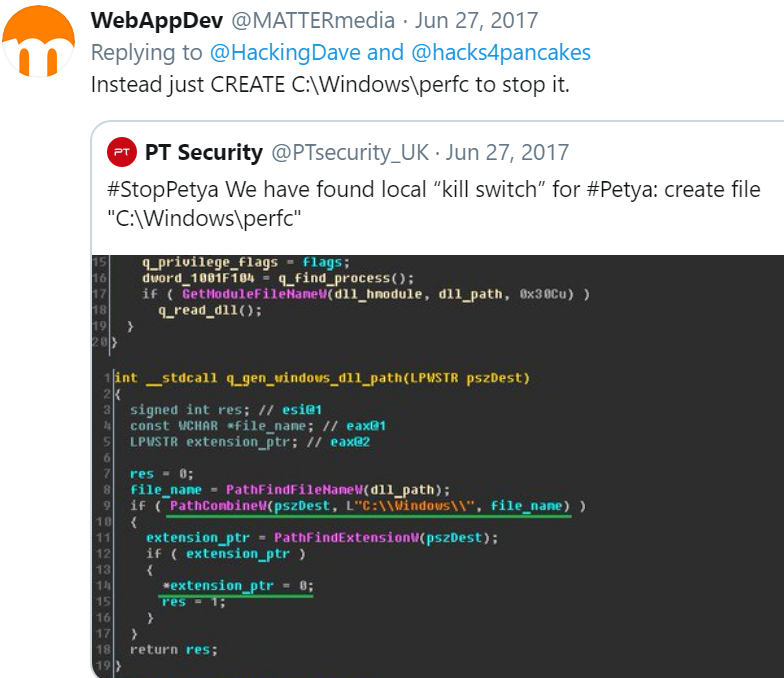 WebAppDev @MATTERmedia · Jun 27, 2017
Replying to @HackingDave and @hacks4pancakes
Instead just CREATE C:\Windows\perfc to stop it.
PT PT Security @PTsecurity_UK · Jun 27, 2017
#StopPetya We have found local “kill switch” for #Petya: create file
"C:\Windows\perfc"
15 q_privilege_flags = flags;
16 dword_1001F104 = q_find_process();
17 if ( GetModuleFileNameW(dll_hmodule, dll_path, 0x30Cu) )
18 q_read_dll();
19 }
20 }
1 int __stdcall q_gen_windows_dll_path(LPWSTR pszDest)
2 {
3 signed int res; // esi@1
4 const WCHAR *file_name; // eax@1
5 LPWSTR extension_ptr; // eax@2
6
7 res = 0;
8 file_name = PathFindFileNameW(dll_path);
9 if ( PathCombineW(pszDest, L"C:\\Windows\\", file_name) )
10 {
11 extension_ptr = PathFindExtensionW(pszDest);
12 if ( extension_ptr )
13 {
14 *extension_ptr = 0;
15 res = 1;
16 }
17 }
18 return res;
19 }